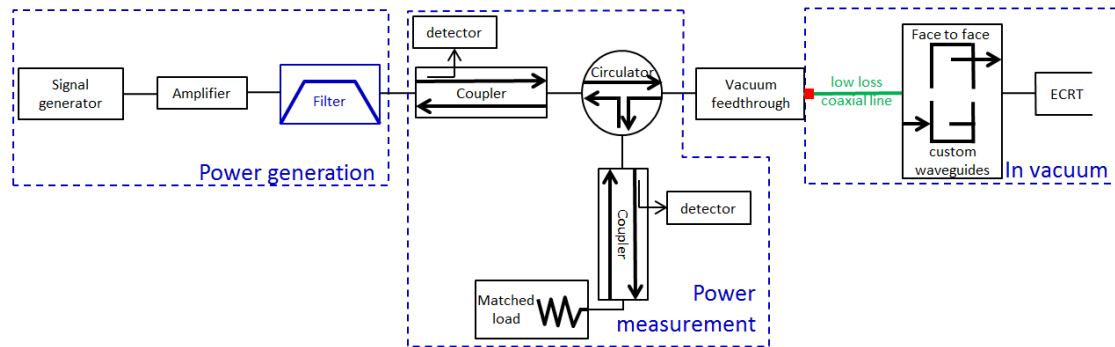 Signal
generator
Amplifier
Filter
Power generation
detector
Coupler
Circulator
Coupler
detector
Matched
load
Power
measurement
Vacuum
feedthrough
low loss
coaxial line
Face to face
custom
waveguides
ECRT
In vacuum